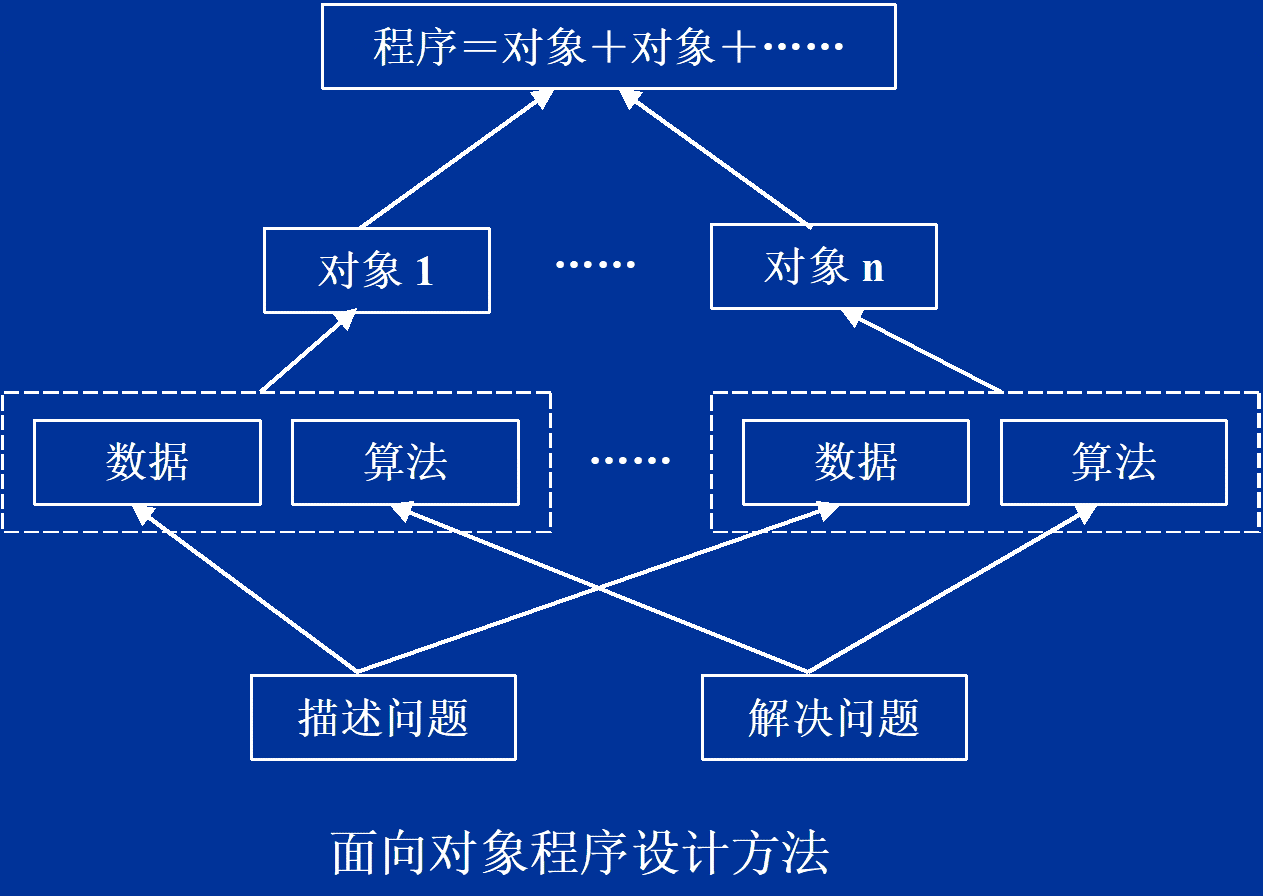 程序＝对象＋对象＋……
对象 1 …… 对象 n
数据 算法 …… 数据 算法
描述问题 解决问题
面向对象程序设计方法